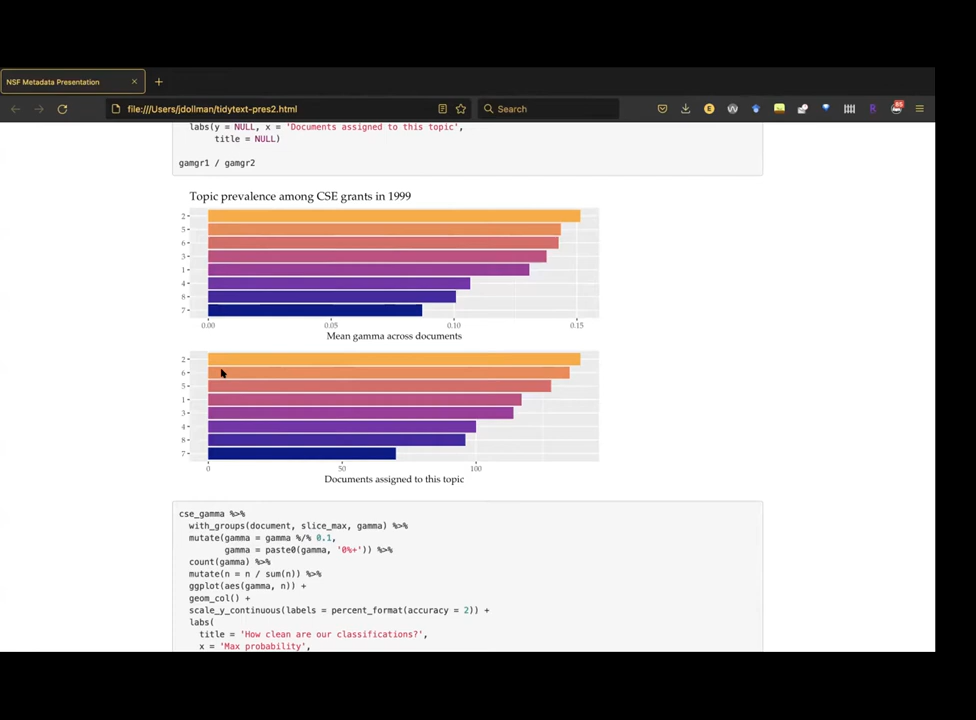 NSF Metadata Presentation
file:///Users/jdollman/tidytext-pres2.html
Search
labs(y = NULL, x = 'Documents assigned to this topic',
title = NULL)
gamgr1 / gamgr2
Topic prevalence among CSE grants in 1999
2
5
6
3
1
4
8
7
0.00 0.05 0.10 0.15
Mean gamma across documents
2
6
5
1
3
4
8
7
0 50 100
Documents assigned to this topic
cse_gamma %>%
with_groups(document, slice_max, gamma) %>%
mutate(gamma = gamma %/% 0.1,
gamma = paste0(gamma, '0%+')) %>%
count(gamma) %>%
mutate(n = n / sum(n)) %>%
ggplot(aes(gamma, n)) +
geom_col() +
scale_y_continuous(labels = percent_format(accuracy = 2)) +
labs(
title = 'How clean are our classifications?',
x = 'Max probability',